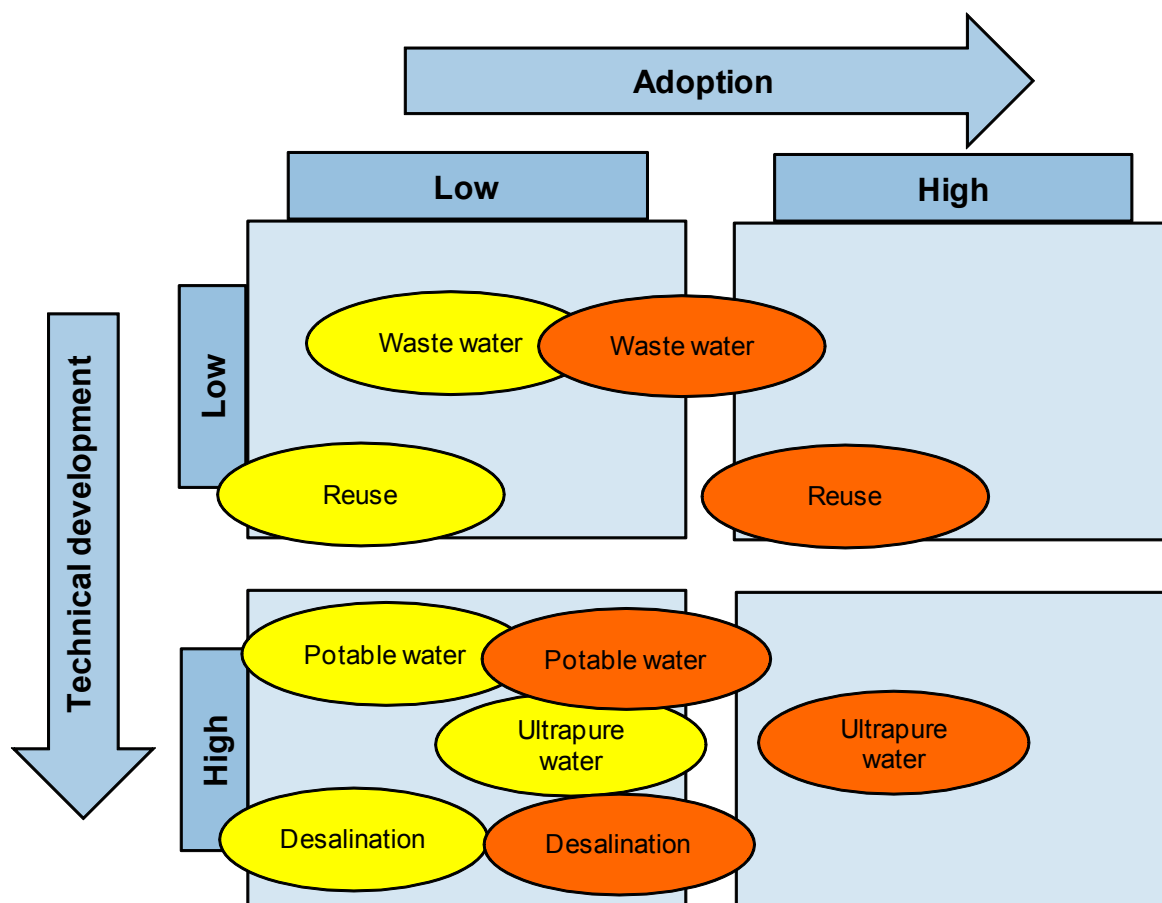 Adoption
Low
High
Technical development
Low
Waste water
Waste water
Reuse
Reuse
High
Potable water
Potable water
Ultrapure
water
Ultrapure
water
Desalination
Desalination